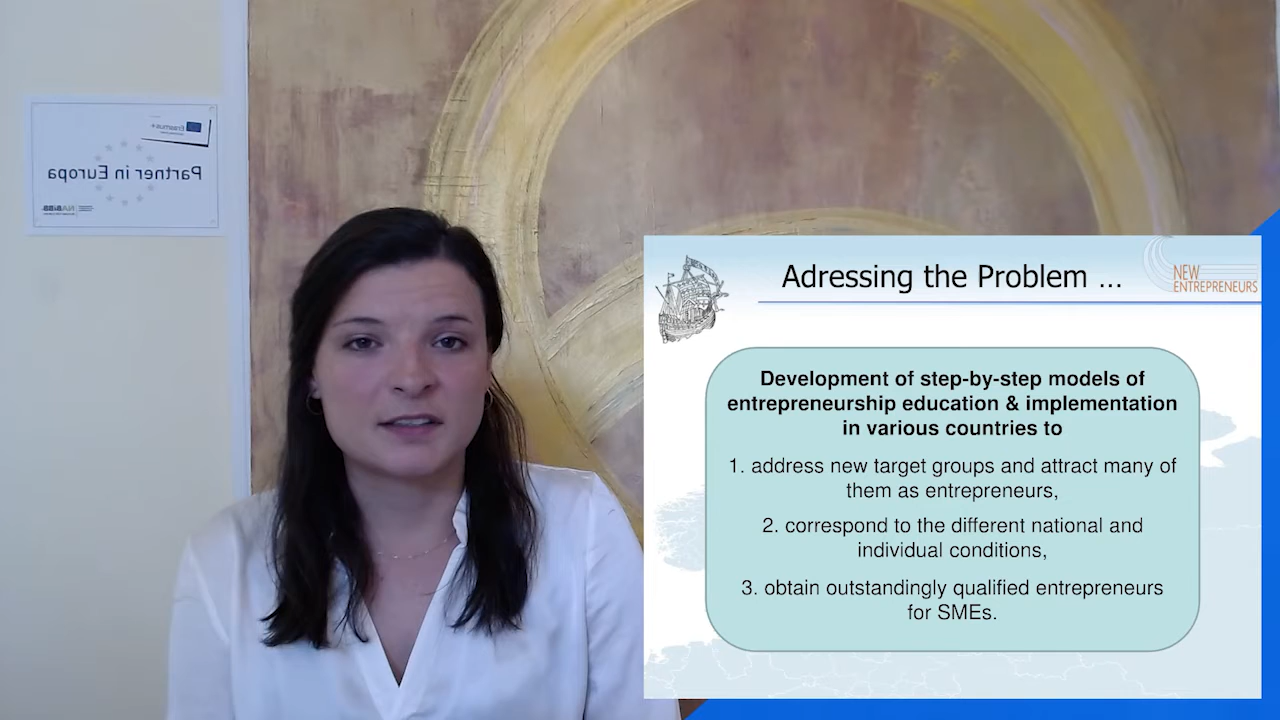 Erasmus+
Partner in Europa
NABIBB
Adressing the Problem ...
NEW
ENTREPRENEURS
Development of step-by-step models of
entrepreneurship education & implementation
in various countries to
1. address new target groups and attract many of
them as entrepreneurs,
2. correspond to the different national and
individual conditions,
3. obtain outstandingly qualified entrepreneurs
for SMEs.